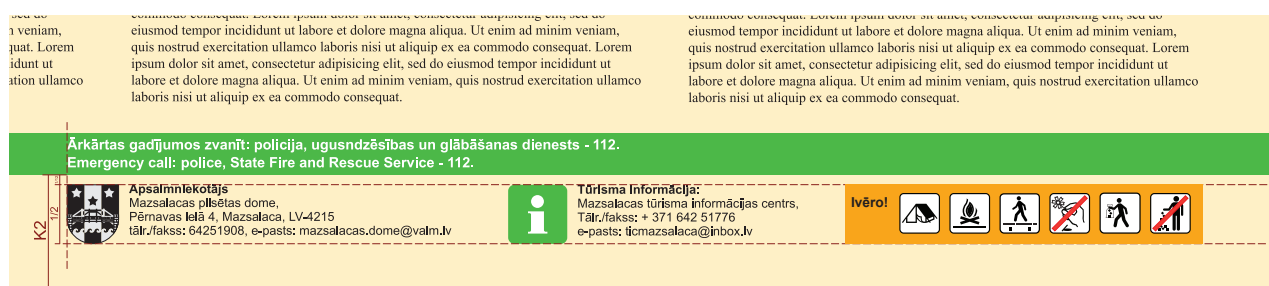 veniam,
quat. Lorem
idunt ut
ation ullamco
commodo consequat. Lorem ipsum dolor sit amet, consectetur adipisicing elit, sed do
eiusmod tempor incididunt ut labore et dolore magna aliqua. Ut enim ad minim veniam,
quis nostrud exercitation ullamco laboris nisi ut aliquip ex ea commodo consequat. Lorem
ipsum dolor sit amet, consectetur adipisicing elit, sed do eiusmod tempor incididunt ut
labore et dolore magna aliqua. Ut enim ad minim veniam, quis nostrud exercitation ullamco
laboris nisi ut aliquip ex ea commodo consequat.
commodo consequat. Lorem ipsum dolor sit amet, consectetur adipisicing elit, sed do
eiusmod tempor incididunt ut labore et dolore magna aliqua. Ut enim ad minim veniam,
quis nostrud exercitation ullamco laboris nisi ut aliquip ex ea commodo consequat. Lorem
ipsum dolor sit amet, consectetur adipisicing elit, sed do eiusmod tempor incididunt ut
labore et dolore magna aliqua. Ut enim ad minim veniam, quis nostrud exercitation ullamco
laboris nisi ut aliquip ex ea commodo consequat.
Ārkārtas gadījumos zvanīt: policija, ugusndzēsības un glābāšanas dienests - 112.
Emergency call: police, State Fire and Rescue Service - 112.
K2
1/2
Apsaimniekotājs
Mazsalacas pilsētas dome,
Pērnavas ielā 4, Mazsalaca, LV-4215
tālr./fakss: 64251908, e-pasts: mazsalacas.dome@valm.lv
Tūrisma informācija:
Mazsalacas tūrisma informācijas centrs,
Tālr./fakss: + 371 642 51776
e-pasts: ticmazsalaca@inbox.lv
Ievēro!